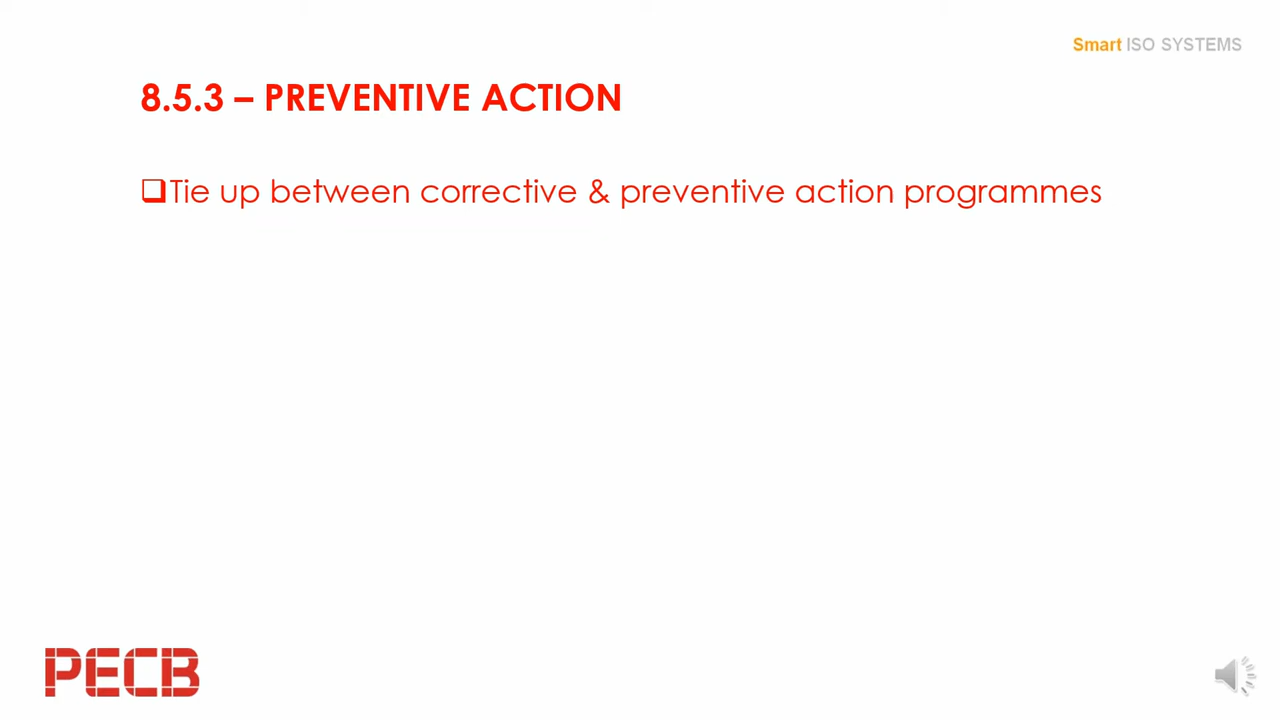 Smart ISO SYSTEMS
8.5.3 – PREVENTIVE ACTION
Tie up between corrective & preventive action programmes
PECB